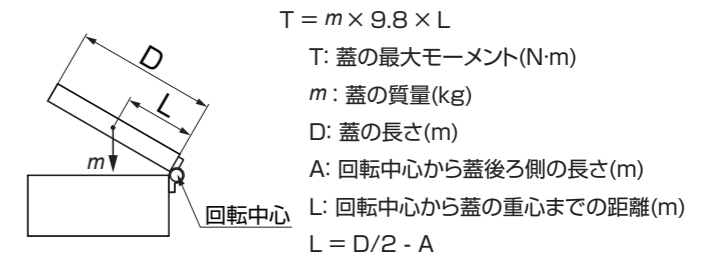 T = m × 9.8 × L
T: 蓋の最大モーメント(N·m)
m : 蓋の質量(kg)
D: 蓋の長さ(m)
A: 回転中心から蓋後ろ側の長さ(m)
L: 回転中心から蓋の重心までの距離(m)
L = D/2 - A
D
L
m
回転中心